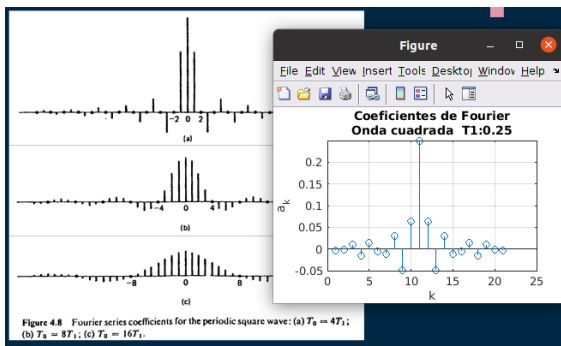 -2 0 2
(a)
-4 0 4
(b)
-8 0 8
(c)
Figure 4.8 Fourier series coefficients for the periodic square wave: (a) T₀ = 4T₁;
(b) T₀ = 8T₁; (c) T₀ = 16T₁.
Figure
File Edit View Insert Tools Desktop Window Help
Coeficientes de Fourier
Onda cuadrada T1:0.25
0.2
0.15
0.1
0.05
0
-0.05
a_k
0 5 10 15 20 25
k